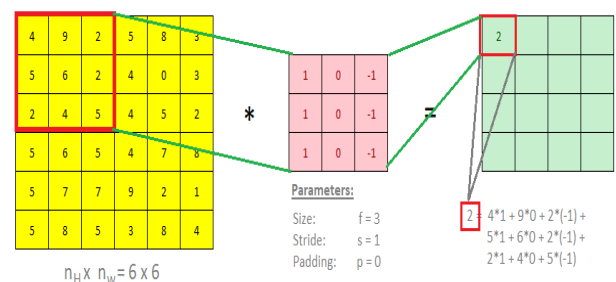 4 9 2 5 8 3
5 6 2 4 0 3
2 4 5 4 5 2
5 6 5 4 7 8
5 7 7 9 2 1
5 8 5 3 8 4
n_H x n_W = 6 x 6
*
1 0 -1
1 0 -1
1 0 -1
Parameters:
Size: f = 3
Stride: s = 1
Padding: p = 0
=
2
2 = 4*1 + 9*0 + 2*(-1) +
5*1 + 6*0 + 2*(-1) +
2*1 + 4*0 + 5*(-1)